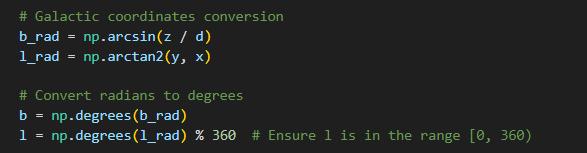 # Galactic coordinates conversion
b_rad = np.arcsin(z / d)
l_rad = np.arctan2(y, x)
# Convert radians to degrees
b = np.degrees(b_rad)
l = np.degrees(l_rad) % 360  # Ensure l is in the range [0, 360)